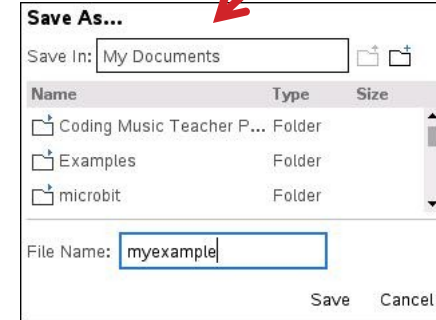 Save As...
Save In: My Documents
Name Type Size
Coding Music Teacher P... Folder
Examples Folder
microbit Folder
File Name: myexample
Save Cancel